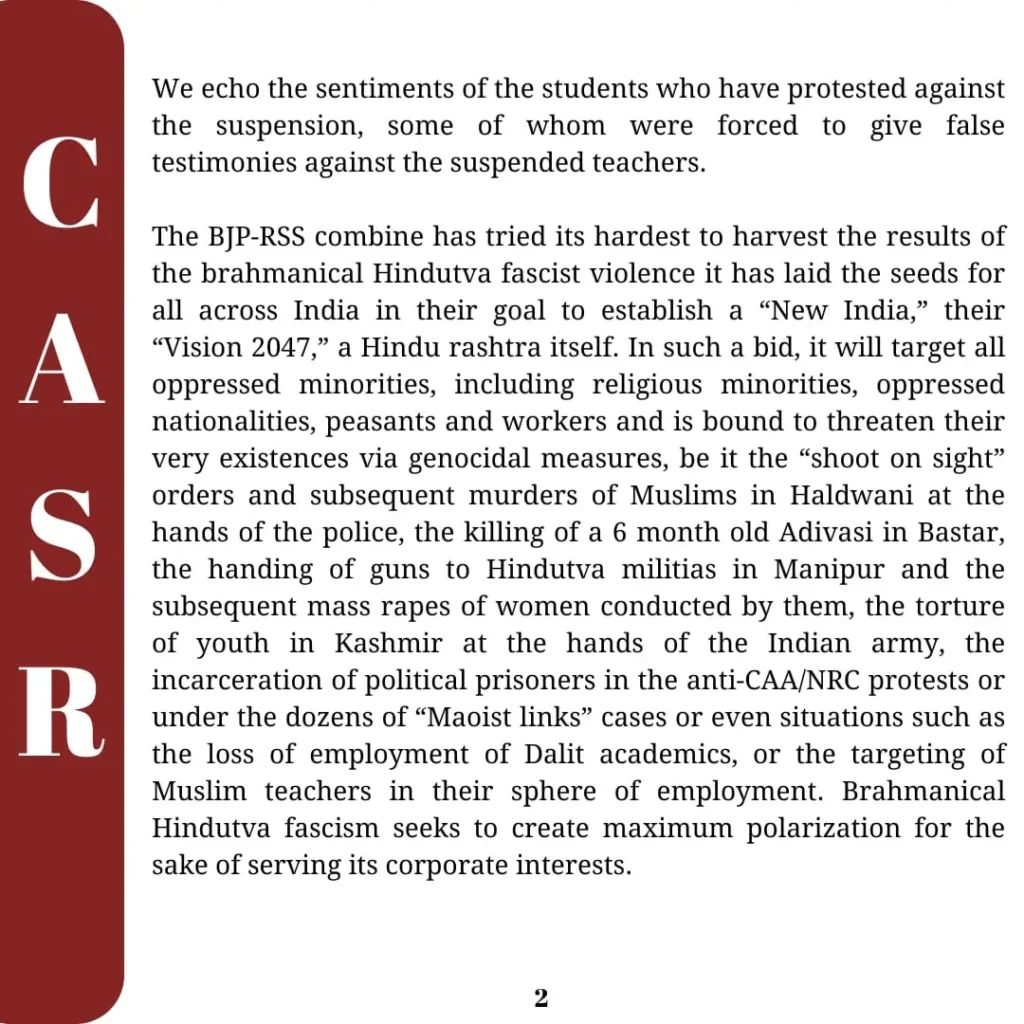 C
A
S
R
We echo the sentiments of the students who have protested against
the suspension, some of whom were forced to give false
testimonies against the suspended teachers.
The BJP-RSS combine has tried its hardest to harvest the results of
the brahmanical Hindutva fascist violence it has laid the seeds for
all across India in their goal to establish a “New India,” their
“Vision 2047,” a Hindu rashtra itself. In such a bid, it will target all
oppressed minorities, including religious minorities, oppressed
nationalities, peasants and workers and is bound to threaten their
very existences via genocidal measures, be it the “shoot on sight”
orders and subsequent murders of Muslims in Haldwani at the
hands of the police, the killing of a 6 month old Adivasi in Bastar,
the handing of guns to Hindutva militias in Manipur and the
subsequent mass rapes of women conducted by them, the torture
of youth in Kashmir at the hands of the Indian army, the
incarceration of political prisoners in the anti-CAA/NRC protests or
under the dozens of “Maoist links” cases or even situations such as
the loss of employment of Dalit academics, or the targeting of
Muslim teachers in their sphere of employment. Brahmanical
Hindutva fascism seeks to create maximum polarization for the
sake of serving its corporate interests.
2